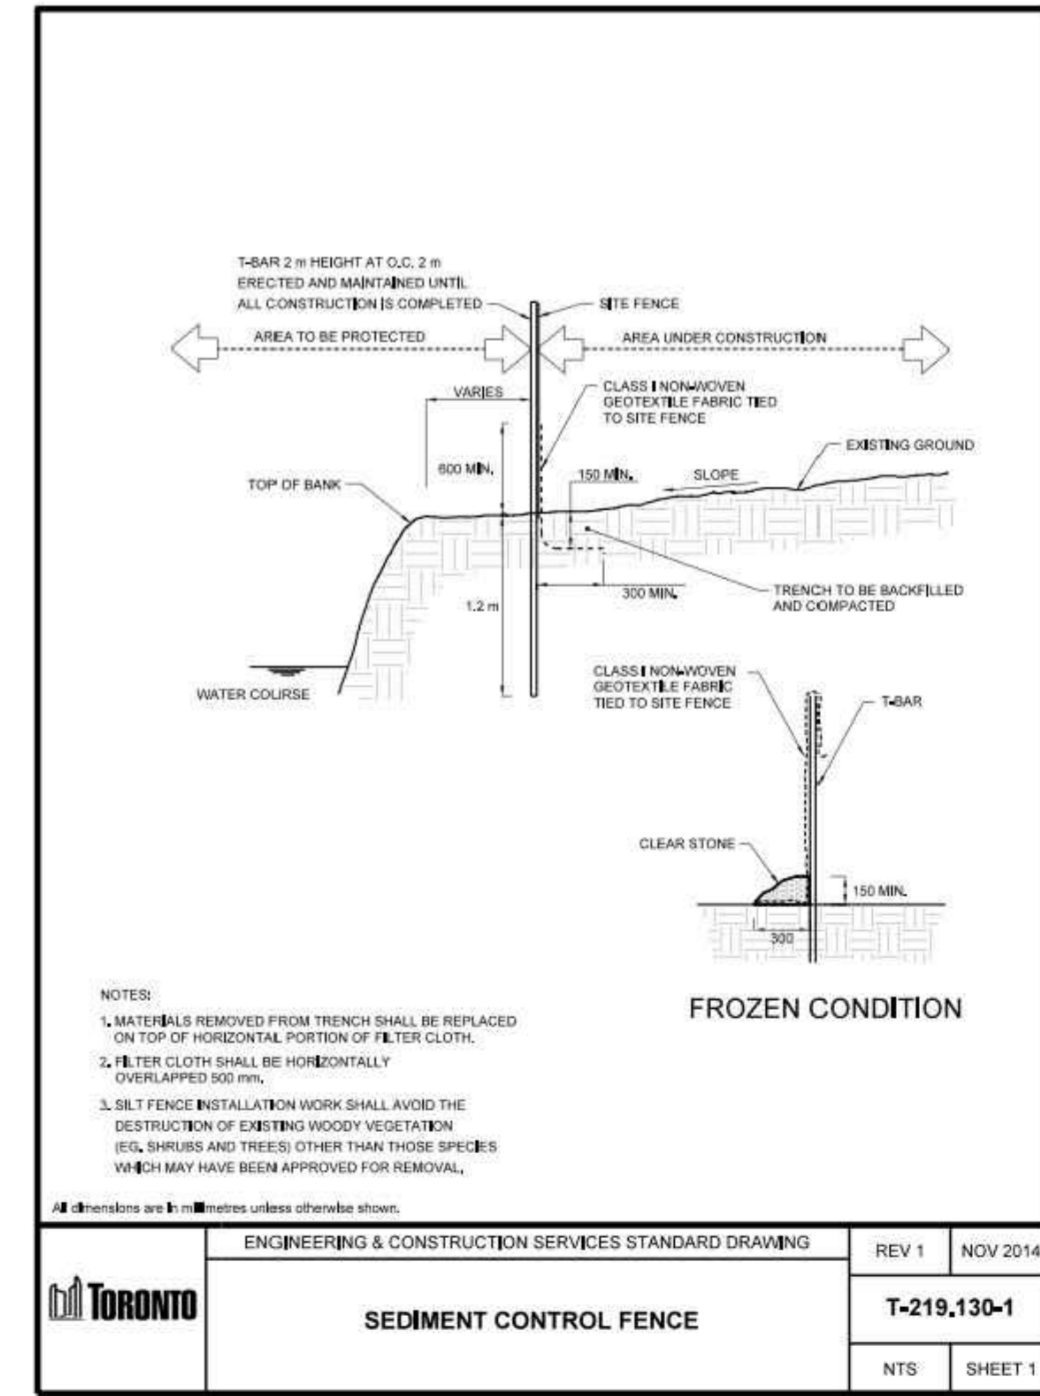 T-BAR 2 m HEIGHT AT O.C. 2 m
ERECTED AND MAINTAINED UNTIL
ALL CONSTRUCTION IS COMPLETED
SITE FENCE
AREA TO BE PROTECTED
AREA UNDER CONSTRUCTION
VARIES
CLASS I NON-WOVEN
GEOTEXTILE FABRIC TIED
TO SITE FENCE
EXISTING GROUND
600 MIN.
150 MIN.
SLOPE
TOP OF BANK
300 MIN.
TRENCH TO BE BACKFILLED
AND COMPACTED
1.2 m
WATER COURSE
CLASS I NON-WOVEN
GEOTEXTILE FABRIC
TIED TO SITE FENCE
T-BAR
CLEAR STONE
150 MIN.
300
FROZEN CONDITION
NOTES:
1. MATERIALS REMOVED FROM TRENCH SHALL BE REPLACED
ON TOP OF HORIZONTAL PORTION OF FILTER CLOTH.
2. FILTER CLOTH SHALL BE HORIZONTALLY
OVERLAPPED 500 mm.
3. SILT FENCE INSTALLATION WORK SHALL AVOID THE
DESTRUCTION OF EXISTING WOODY VEGETATION
(EG. SHRUBS AND TREES) OTHER THAN THOSE SPECIES
WHICH MAY HAVE BEEN APPROVED FOR REMOVAL.
All dimensions are in millimetres unless otherwise shown.
TORONTO
ENGINEERING & CONSTRUCTION SERVICES STANDARD DRAWING
SEDIMENT CONTROL FENCE
REV 1
NOV 2014
T-219.130-1
NTS
SHEET 1